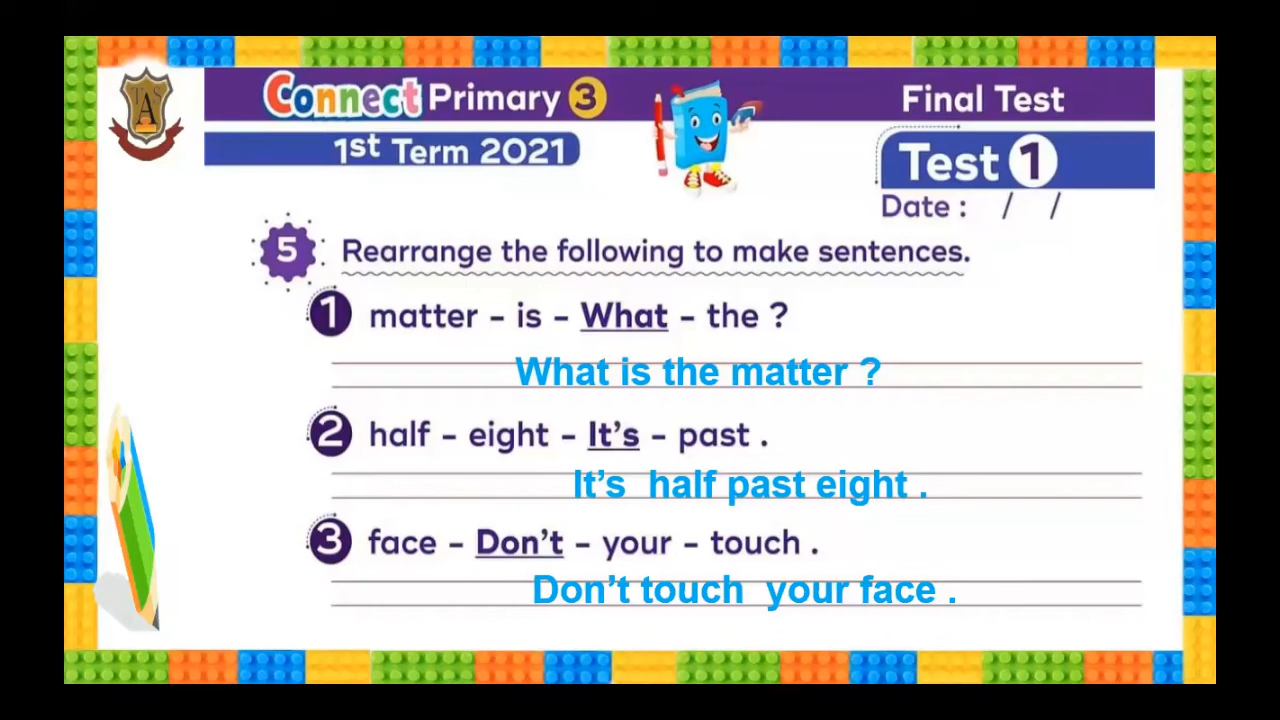 TAS
Connect Primary 3
Final Test
1st Term 2021
Test 1
Date : / /
5 Rearrange the following to make sentences.
1 matter – is – What – the ?
What is the matter ?
2 half – eight – It's – past .
It's half past eight .
3 face – Don't – your – touch .
Don't touch your face .